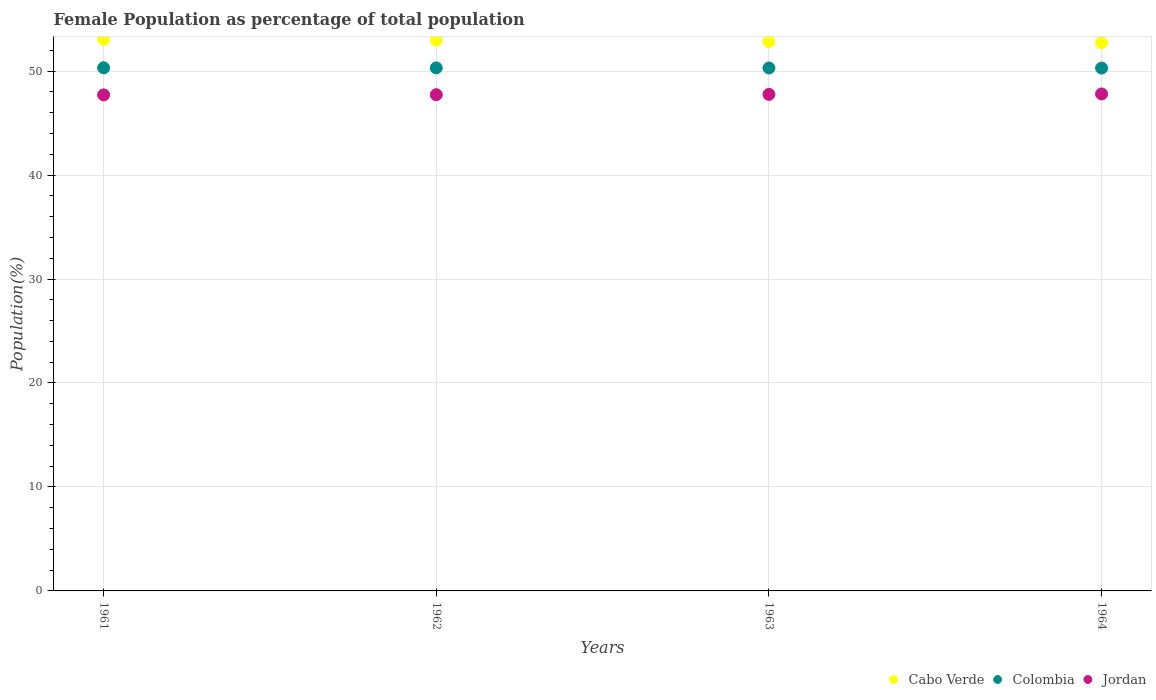 Female Population as percentage of total population
Population(%)
50
40
30
20
10
0
1961
1962
1963
1964
Years
Cabo Verde
Colombia
Jordan